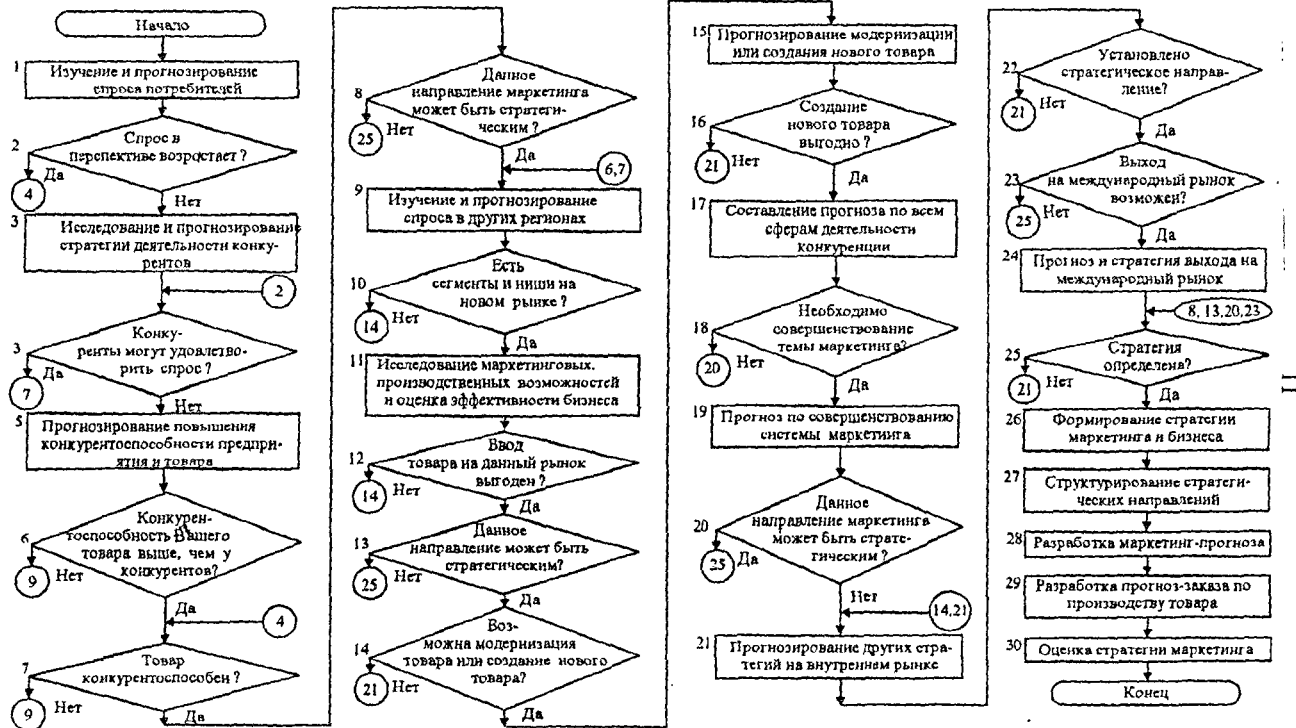 Начало
1
Изучение и прогнозирование
спроса потребителей
2
Спрос в
перспективе возрастает?
Да
4
Нет
3
Исследование и прогнозирование
стратегии деятельности конку-
рентов
2
3
Конку-
ренты могут удовлетво-
рить спрос?
Да
7
Нет
5
Прогнозирование повышения
конкурентоспособности предпри-
ятия и товара
6
Конкурен-
тоспособность Вашего
товара выше, чем у
конкурентов?
9
Нет
Да
4
7
Товар
конкурентоспособен?
9
Нет
Да
8
Данное
направление маркетинга
может быть стратеги-
ческим?
25
Нет
Да
6,7
9
Изучение и прогнозирование
спроса в других регионах
10
Есть
сегменты и ниши на
новом рынке?
14
Нет
Да
11
Исследование маркетинговых,
производственных возможностей
и оценка эффективности бизнеса
12
Ввод
товара на данный рынок
выгоден?
14
Нет
Да
13
Данное
направление может быть
стратегическим?
25
Нет
Да
14
Воз-
можна модернизация
товара или создание нового
товара?
21
Нет
Да
15
Прогнозирование модернизации
или создания нового товара
16
Создание
нового товара
выгодно?
21
Нет
Да
17
Составление прогноза по всем
сферам деятельности
конкуренции
18
Необходимо
совершенствование
темы маркетинга?
20
Нет
Да
19
Прогноз по совершенствованию
системы маркетинга
20
Данное
направление маркетинга
может быть страте-
гическим?
25
Да
Нет
14,21
21
Прогнозирование других стра-
тегий на внутреннем рынке
22
Установлено
стратегическое направ-
ление?
21
Нет
Да
23
Выход
на международный рынок
возможен?
25
Нет
Да
24
Прогноз и стратегия выхода на
международный рынок
8, 13,20,23
25
Стратегия
определена?
21
Нет
Да
26
Формирование стратегии
маркетинга и бизнеса
27
Структурирование стратеги-
ческих направлений
28
Разработка маркетинг-прогноза
29
Разработка прогноз-заказа по
производству товара
30
Оценка стратегии маркетинга
Конец